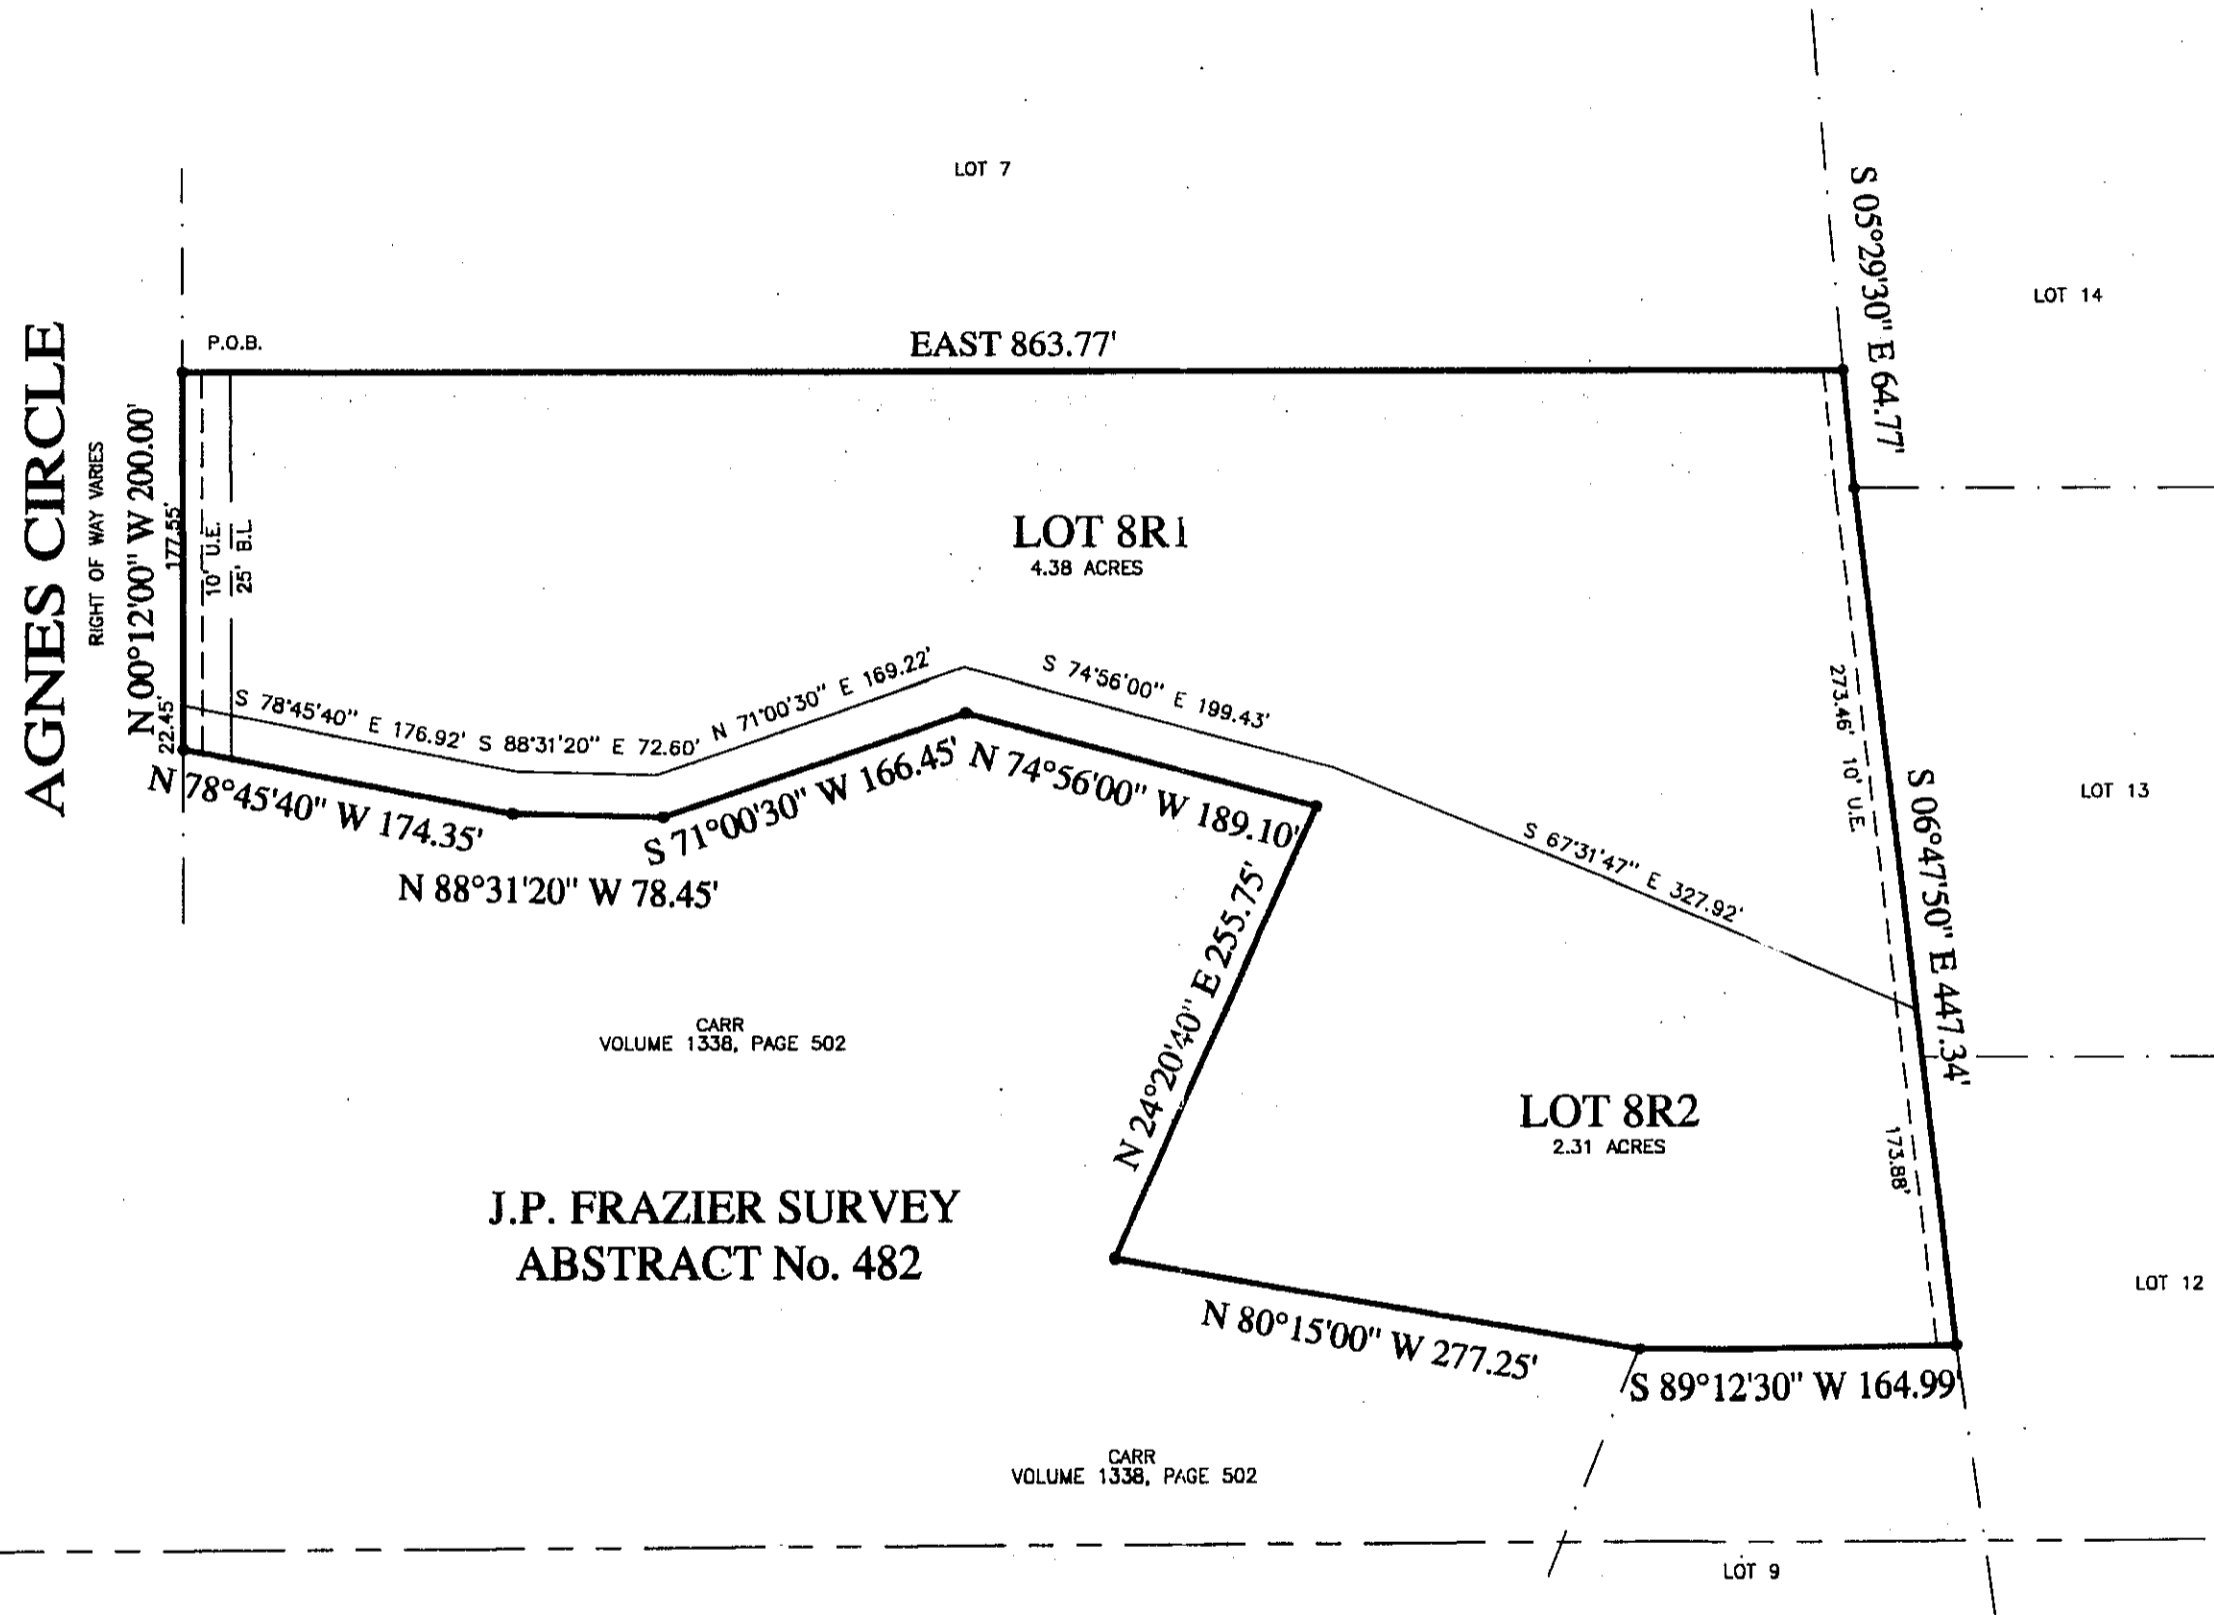 LOT 7
S 05°29'30" E 64.77'
LOT 14
P.O.B.
EAST 863.77'
AGNES CIRCLE
RIGHT OF WAY VARIES
N 00°12'00" W 200.00'
177.55'
22.45'
10' U.E.
25' B.L.
LOT 8R1
4.38 ACRES
S 78°45'40" E 176.92'
S 88°31'20" E 72.60'
N 71°00'30" E 169.22'
S 74°56'00" E 199.43'
S 67°31'47" E 327.92'
273.46'
10' U.E.
S 06°47'50" E 447.34'
LOT 13
N 78°45'40" W 174.35'
N 88°31'20" W 78.45'
S 71°00'30" W 166.45'
N 74°56'00" W 189.10'
N 24°20'40" E 255.75'
CARR
VOLUME 1338, PAGE 502
LOT 8R2
2.31 ACRES
173.88'
J.P. FRAZIER SURVEY
ABSTRACT No. 482
LOT 12
N 80°15'00" W 277.25'
S 89°12'30" W 164.99'
CARR
VOLUME 1338, PAGE 502
LOT 9